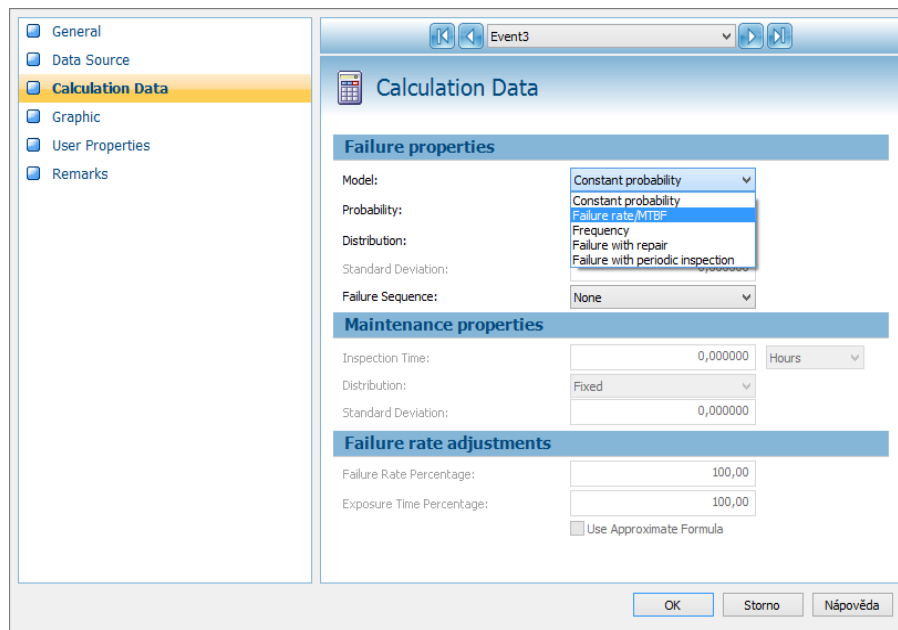 General
Data Source
Calculation Data
Graphic
User Properties
Remarks
Event3
Calculation Data
Failure properties
Model: Constant probability
Constant probability
Probability:
Failure rate/MTBF
Frequency
Distribution:
Failure with repair
Failure with periodic inspection
Standard Deviation: 0,000000
Failure Sequence: None
Maintenance properties
Inspection Time: 0,000000 Hours
Distribution: Fixed
Standard Deviation: 0,000000
Failure rate adjustments
Failure Rate Percentage: 100,00
Exposure Time Percentage: 100,00
Use Approximate Formula
OK Storno Nápověda